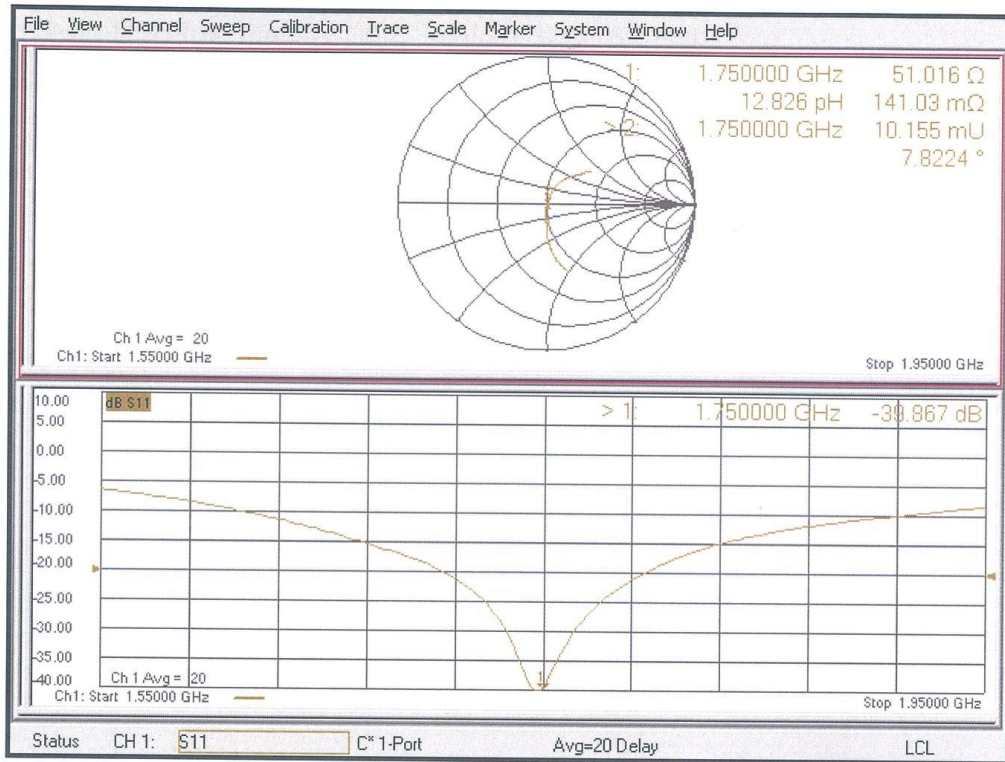 File View Channel Sweep Calibration Trace Scale Marker System Window Help
1: 1.750000 GHz 51.016 Ω
12.826 pH 141.03 mΩ
> 2: 1.750000 GHz 10.155 mU
7.8224 °
Ch 1 Avg = 20
Ch1: Start 1.55000 GHz
Stop 1.95000 GHz
10.00
dB S11
> 1: 1.750000 GHz -39.867 dB
5.00
0.00
-5.00
-10.00
-15.00
-20.00
-25.00
-30.00
-35.00
-40.00
1
Ch 1 Avg = 20
Ch1: Start 1.55000 GHz
Stop 1.95000 GHz
Status CH 1: S11 C* 1-Port Avg=20 Delay LCL